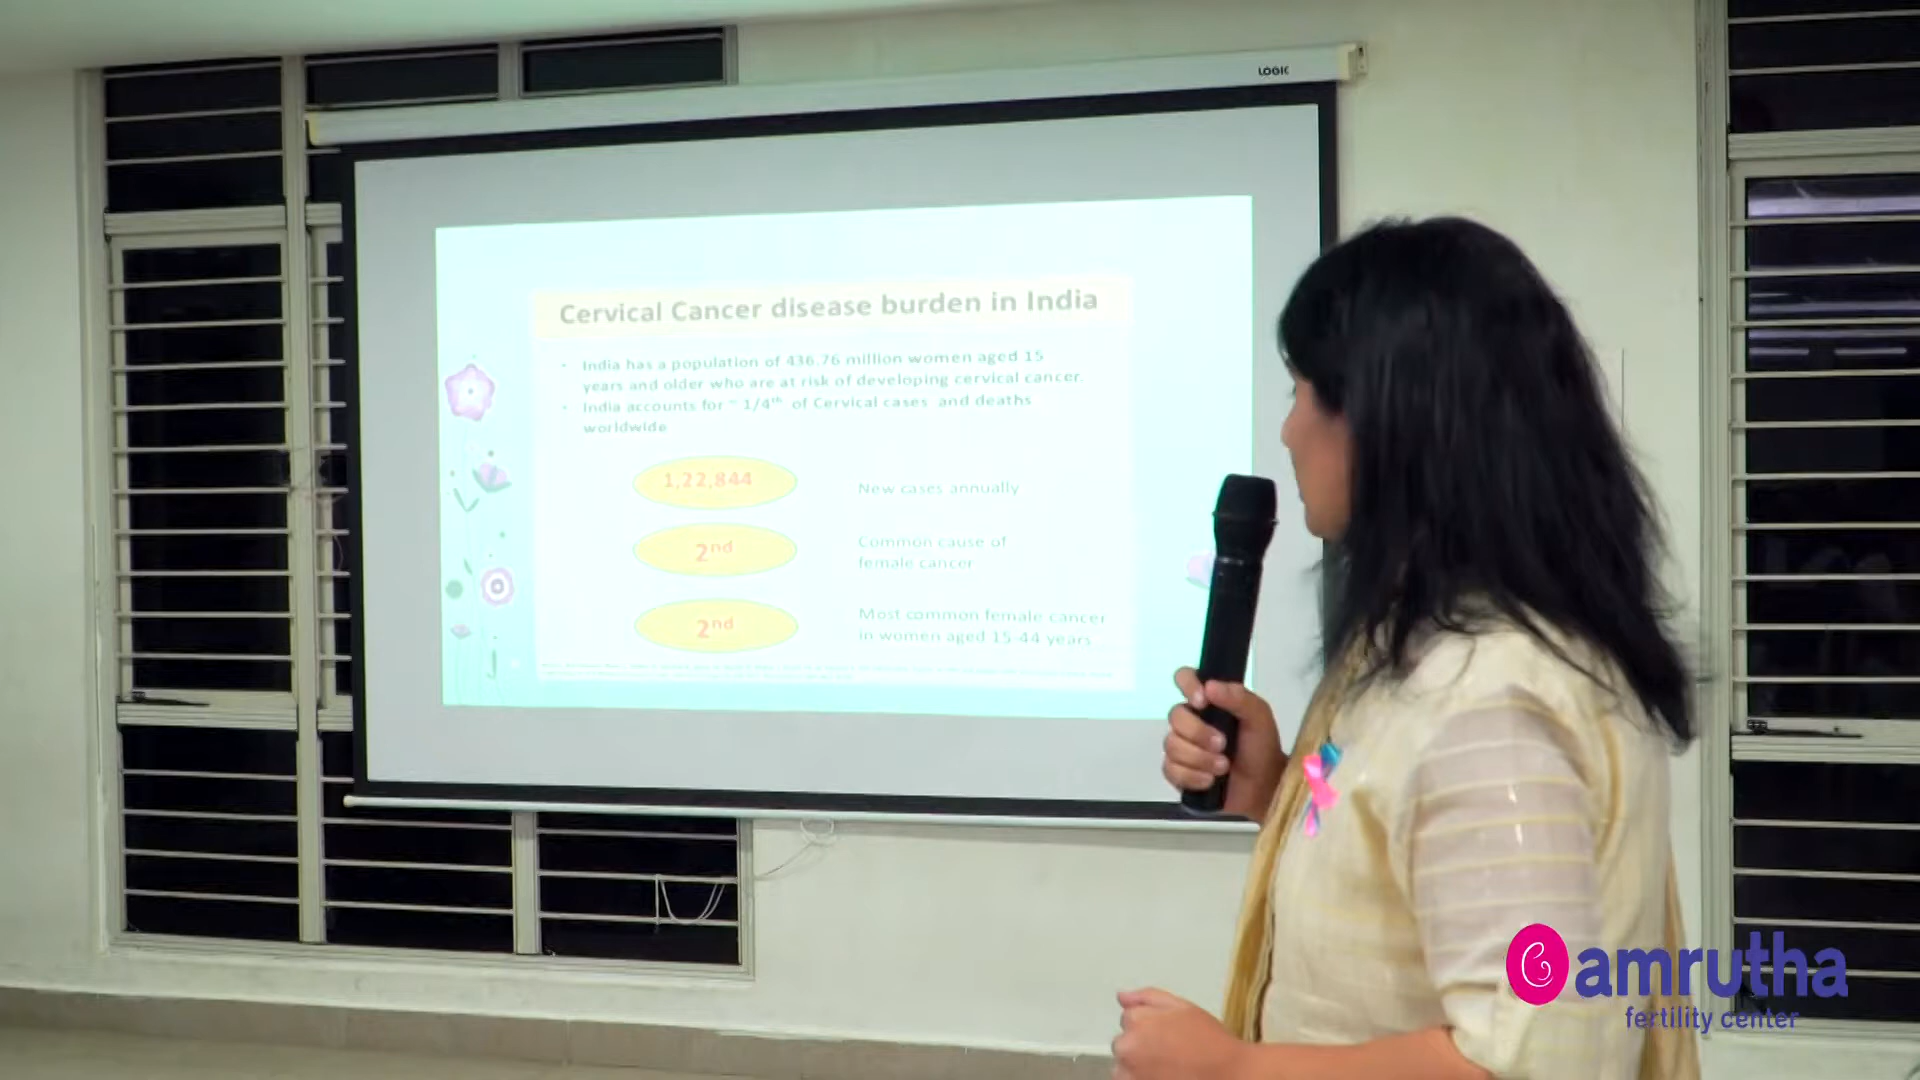 LOGIC
Cervical Cancer disease burden in India
• India has a population of 436.76 million women aged 15
years and older who are at risk of developing cervical cancer.
• India accounts for ~ 1/4th of Cervical cases and deaths
worldwide
1,22,844
New cases annually
2nd
Common cause of
female cancer
2nd
Most common female cancer
in women aged 15-44 years
amrutha
fertility center